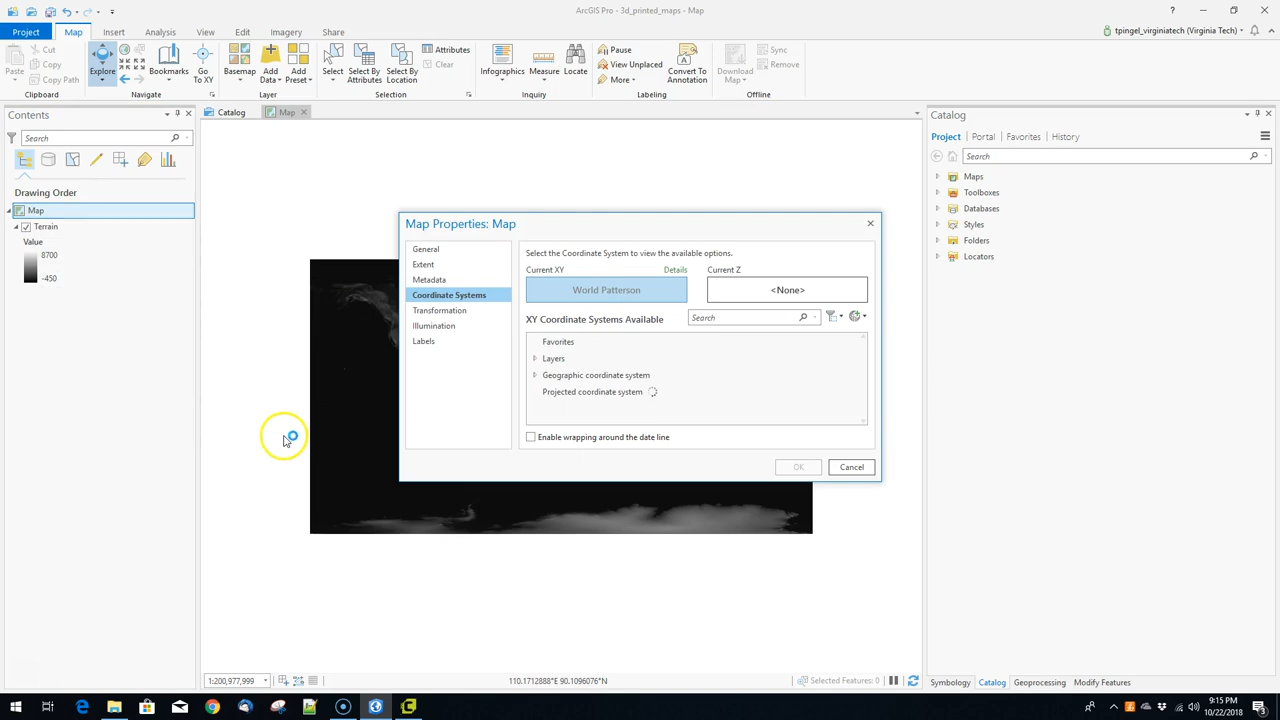 ArcGIS Pro - 3d_printed_maps - Map
?
Project
Map
Insert
Analysis
View
Edit
Imagery
Share
tpingel_virginiatech (Virginia Tech)
Paste
Cut
Copy
Copy Path
Clipboard
Explore
Bookmarks
Go To XY
Navigate
Basemap
Add Data
Add Preset
Layer
Select
Select By Attributes
Select By Location
Attributes
Clear
Selection
Infographics
Measure
Locate
Inquiry
Pause
View Unplaced
More
Convert To Annotation
Labeling
Download Map
Sync
Remove
Offline
Contents
Search
Drawing Order
Map
Terrain
Value
8700
-450
Catalog
Map
Map Properties: Map
General
Extent
Metadata
Coordinate Systems
Transformation
Illumination
Labels
Select the Coordinate System to view the available options.
Current XY
Details
Current Z
World Patterson
<None>
XY Coordinate Systems Available
Search
Favorites
Layers
Geographic coordinate system
Projected coordinate system
Enable wrapping around the date line
OK
Cancel
1:200,977,999
110.1712888°E 90.1096076°N
Selected Features: 0
Catalog
Project
Portal
Favorites
History
Search
Maps
Toolboxes
Databases
Styles
Folders
Locators
Symbology
Catalog
Geoprocessing
Modify Features
9:15 PM
10/22/2018